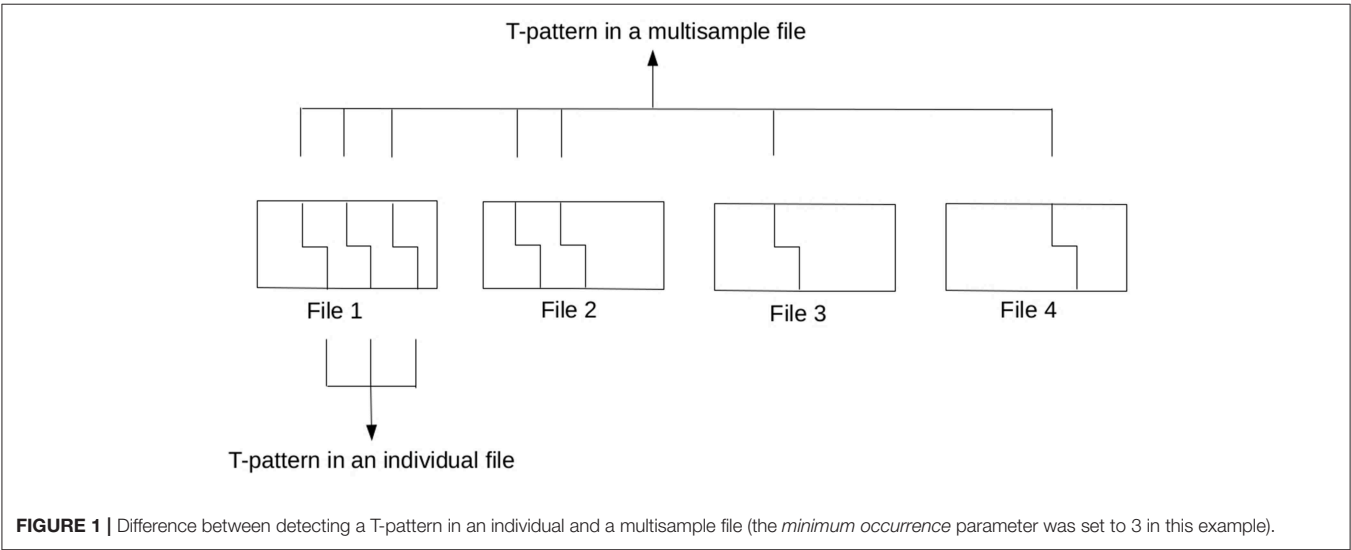 T-pattern in a multisample file
File 1
File 2
File 3
File 4
T-pattern in an individual file
FIGURE 1 | Difference between detecting a T-pattern in an individual and a multisample file (the minimum occurrence parameter was set to 3 in this example).